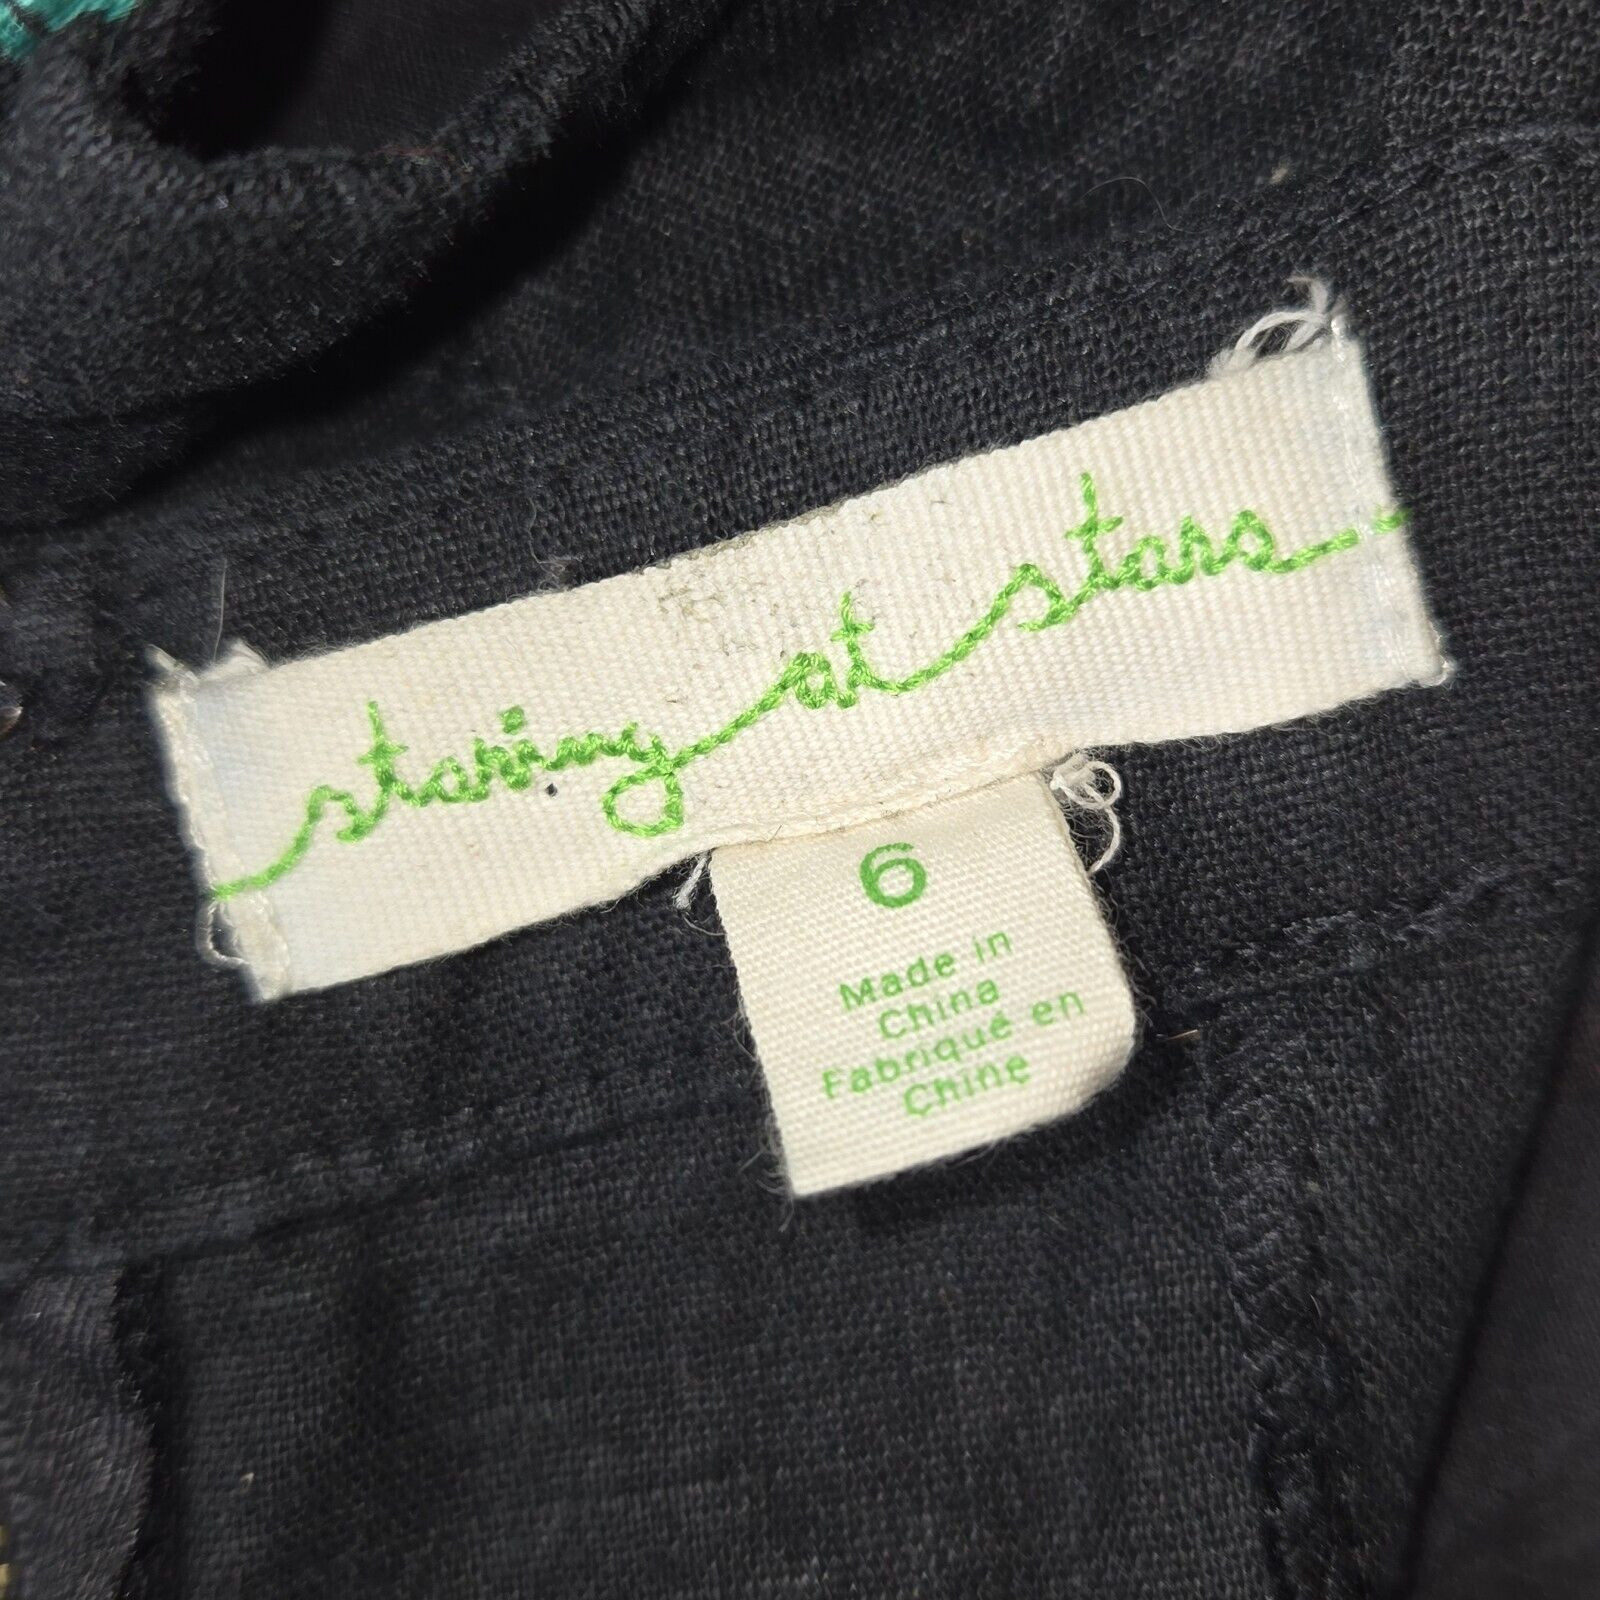 staring at stars
6
Made in
China
Fabriqué en
Chine